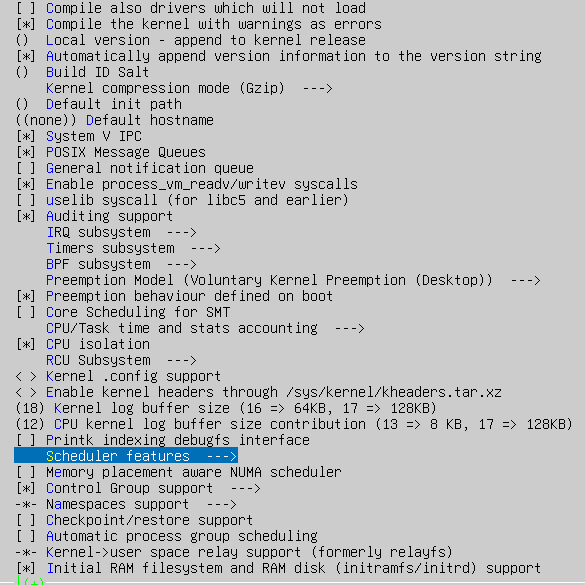 [ ] Compile also drivers which will not load
[*] Compile the kernel with warnings as errors
() Local version - append to kernel release
[*] Automatically append version information to the version string
() Build ID Salt
Kernel compression mode (Gzip) --->
() Default init path
((none)) Default hostname
[*] System V IPC
[*] POSIX Message Queues
[ ] General notification queue
[*] Enable process_vm_readv/writev syscalls
[ ] uselib syscall (for libc5 and earlier)
[*] Auditing support
IRQ subsystem --->
Timers subsystem --->
BPF subsystem --->
Preemption Model (Voluntary Kernel Preemption (Desktop)) --->
[*] Preemption behaviour defined on boot
[ ] Core Scheduling for SMT
CPU/Task time and stats accounting --->
[*] CPU isolation
RCU Subsystem --->
< > Kernel .config support
< > Enable kernel headers through /sys/kernel/kheaders.tar.xz
(18) Kernel log buffer size (16 => 64KB, 17 => 128KB)
(12) CPU kernel log buffer size contribution (13 => 8 KB, 17 => 128KB)
[ ] Printk indexing debugfs interface
Scheduler features --->
[ ] Memory placement aware NUMA scheduler
[*] Control Group support --->
-*- Namespaces support --->
[ ] Checkpoint/restore support
[ ] Automatic process group scheduling
-*- Kernel->user space relay support (formerly relayfs)
[*] Initial RAM filesystem and RAM disk (initramfs/initrd) support
(+)